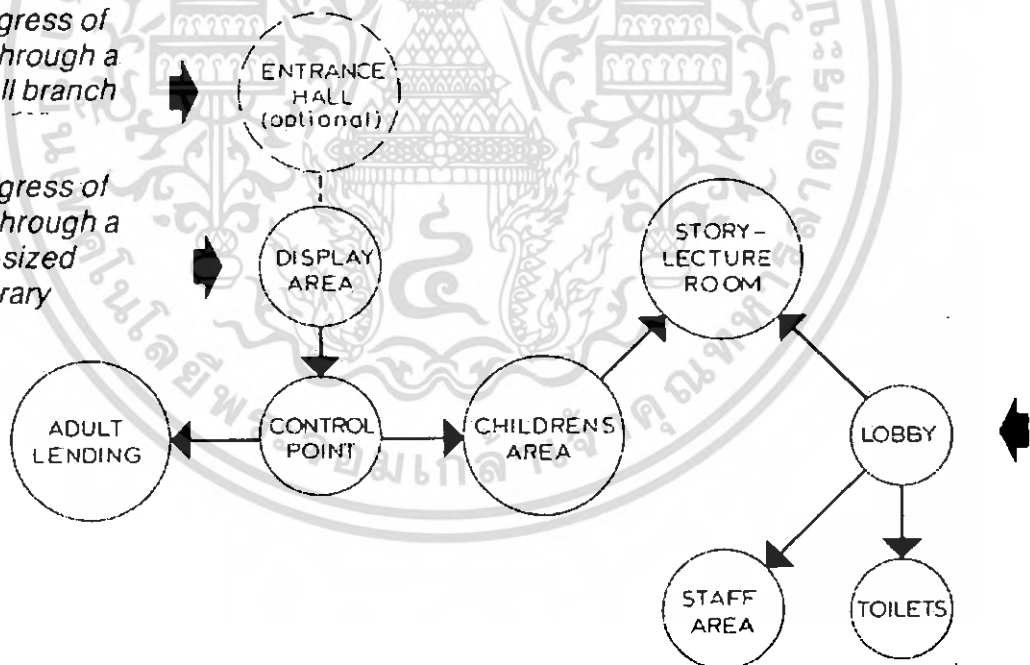 gress of
hrough a
ll branch
gress of
hrough a
-sized
rary
ENTRANCE
HALL
(optional)
DISPLAY
AREA
STORY-
LECTURE
ROOM
ADULT
LENDING
CONTROL
POINT
CHILDRENS
AREA
LOBBY
STAFF
AREA
TOILETS